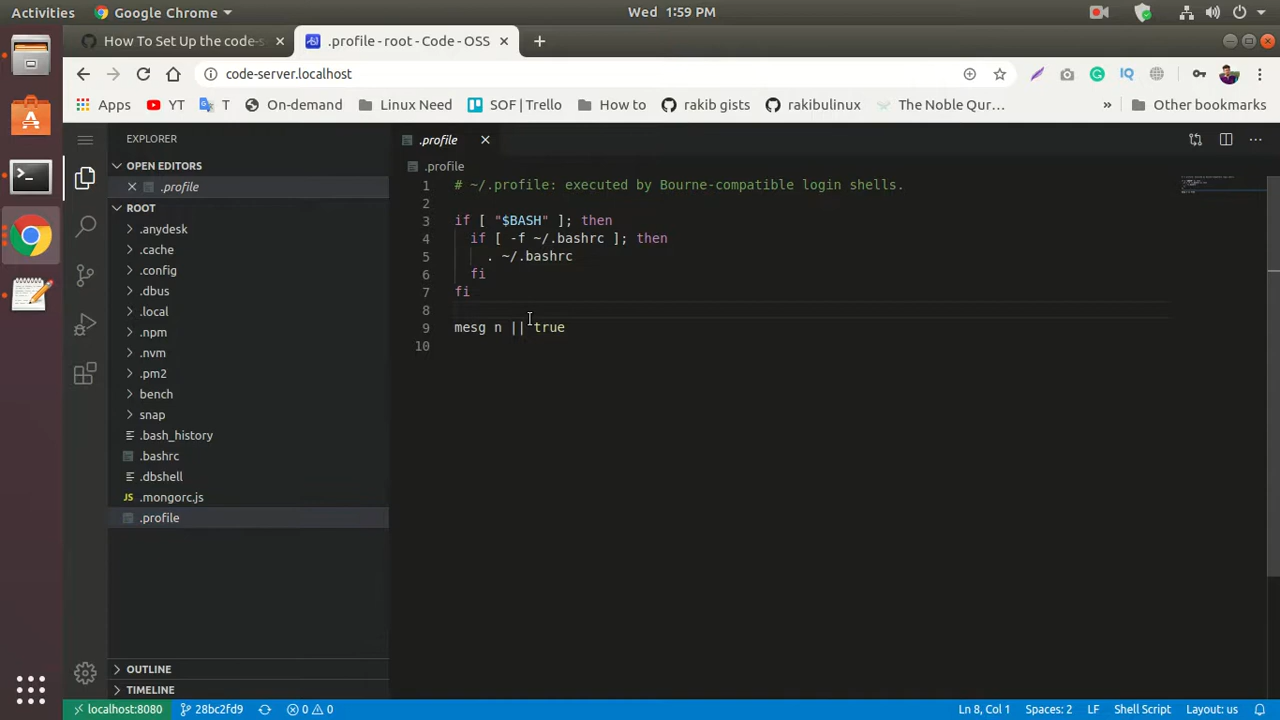 Activities
Google Chrome
Wed 1:59 PM
How To Set Up the code-s
.profile - root - Code - OSS
code-server.localhost
Apps
YT
T
On-demand
Linux Need
SOF | Trello
How to
rakib gists
rakibulinux
The Noble Qur...
»
Other bookmarks
EXPLORER
OPEN EDITORS
.profile
ROOT
.anydesk
.cache
.config
.dbus
.local
.npm
.nvm
.pm2
bench
snap
.bash_history
.bashrc
.dbshell
JS .mongorc.js
.profile
OUTLINE
TIMELINE
.profile
.profile
1 # ~/.profile: executed by Bourne-compatible login shells.
2
3 if [ "$BASH" ]; then
4 if [ -f ~/.bashrc ]; then
5 . ~/.bashrc
6 fi
7 fi
8
9 mesg n || true
10
localhost:8080
28bc2fd9
0 0
Ln 8, Col 1
Spaces: 2
LF
Shell Script
Layout: us